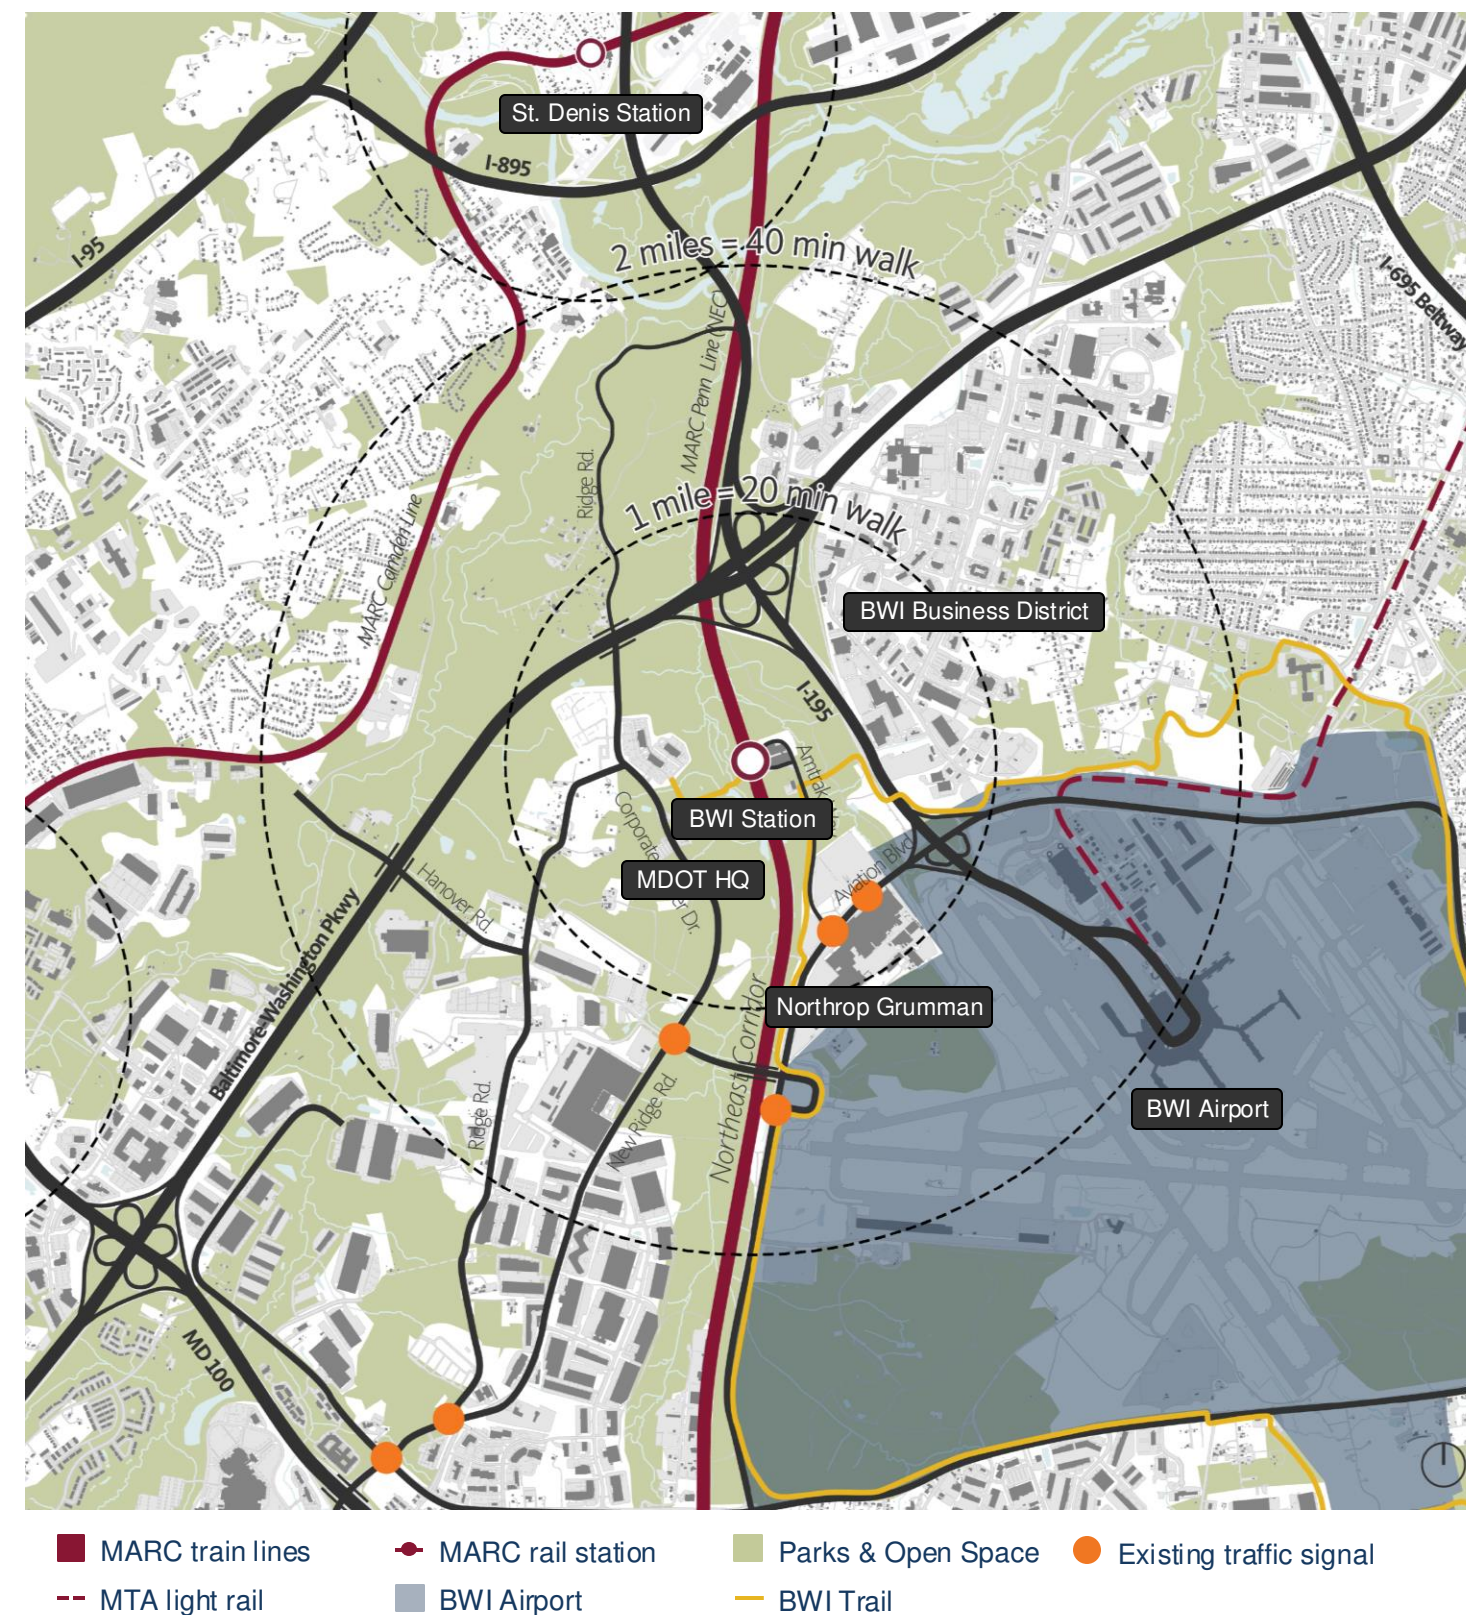 St. Denis Station
I-895
I-95
2 miles = 40 min walk
I-695 Beltway
MARC Penn Line (NEC)
Ridge Rd.
1 mile = 20 min walk
MARC Camden Line
BWI Business District
I-195
Amtrak
BWI Station
Corporate
MDOT HQ
Aviation Blvd
Hanover Rd.
er Dr.
Baltimore-Washington Pkwy
Northrop Grumman
Northeast Corridor
BWI Airport
Ridge Rd.
New Ridge Rd.
MD 100
MARC train lines
MARC rail station
Parks & Open Space
Existing traffic signal
MTA light rail
BWI Airport
BWI Trail